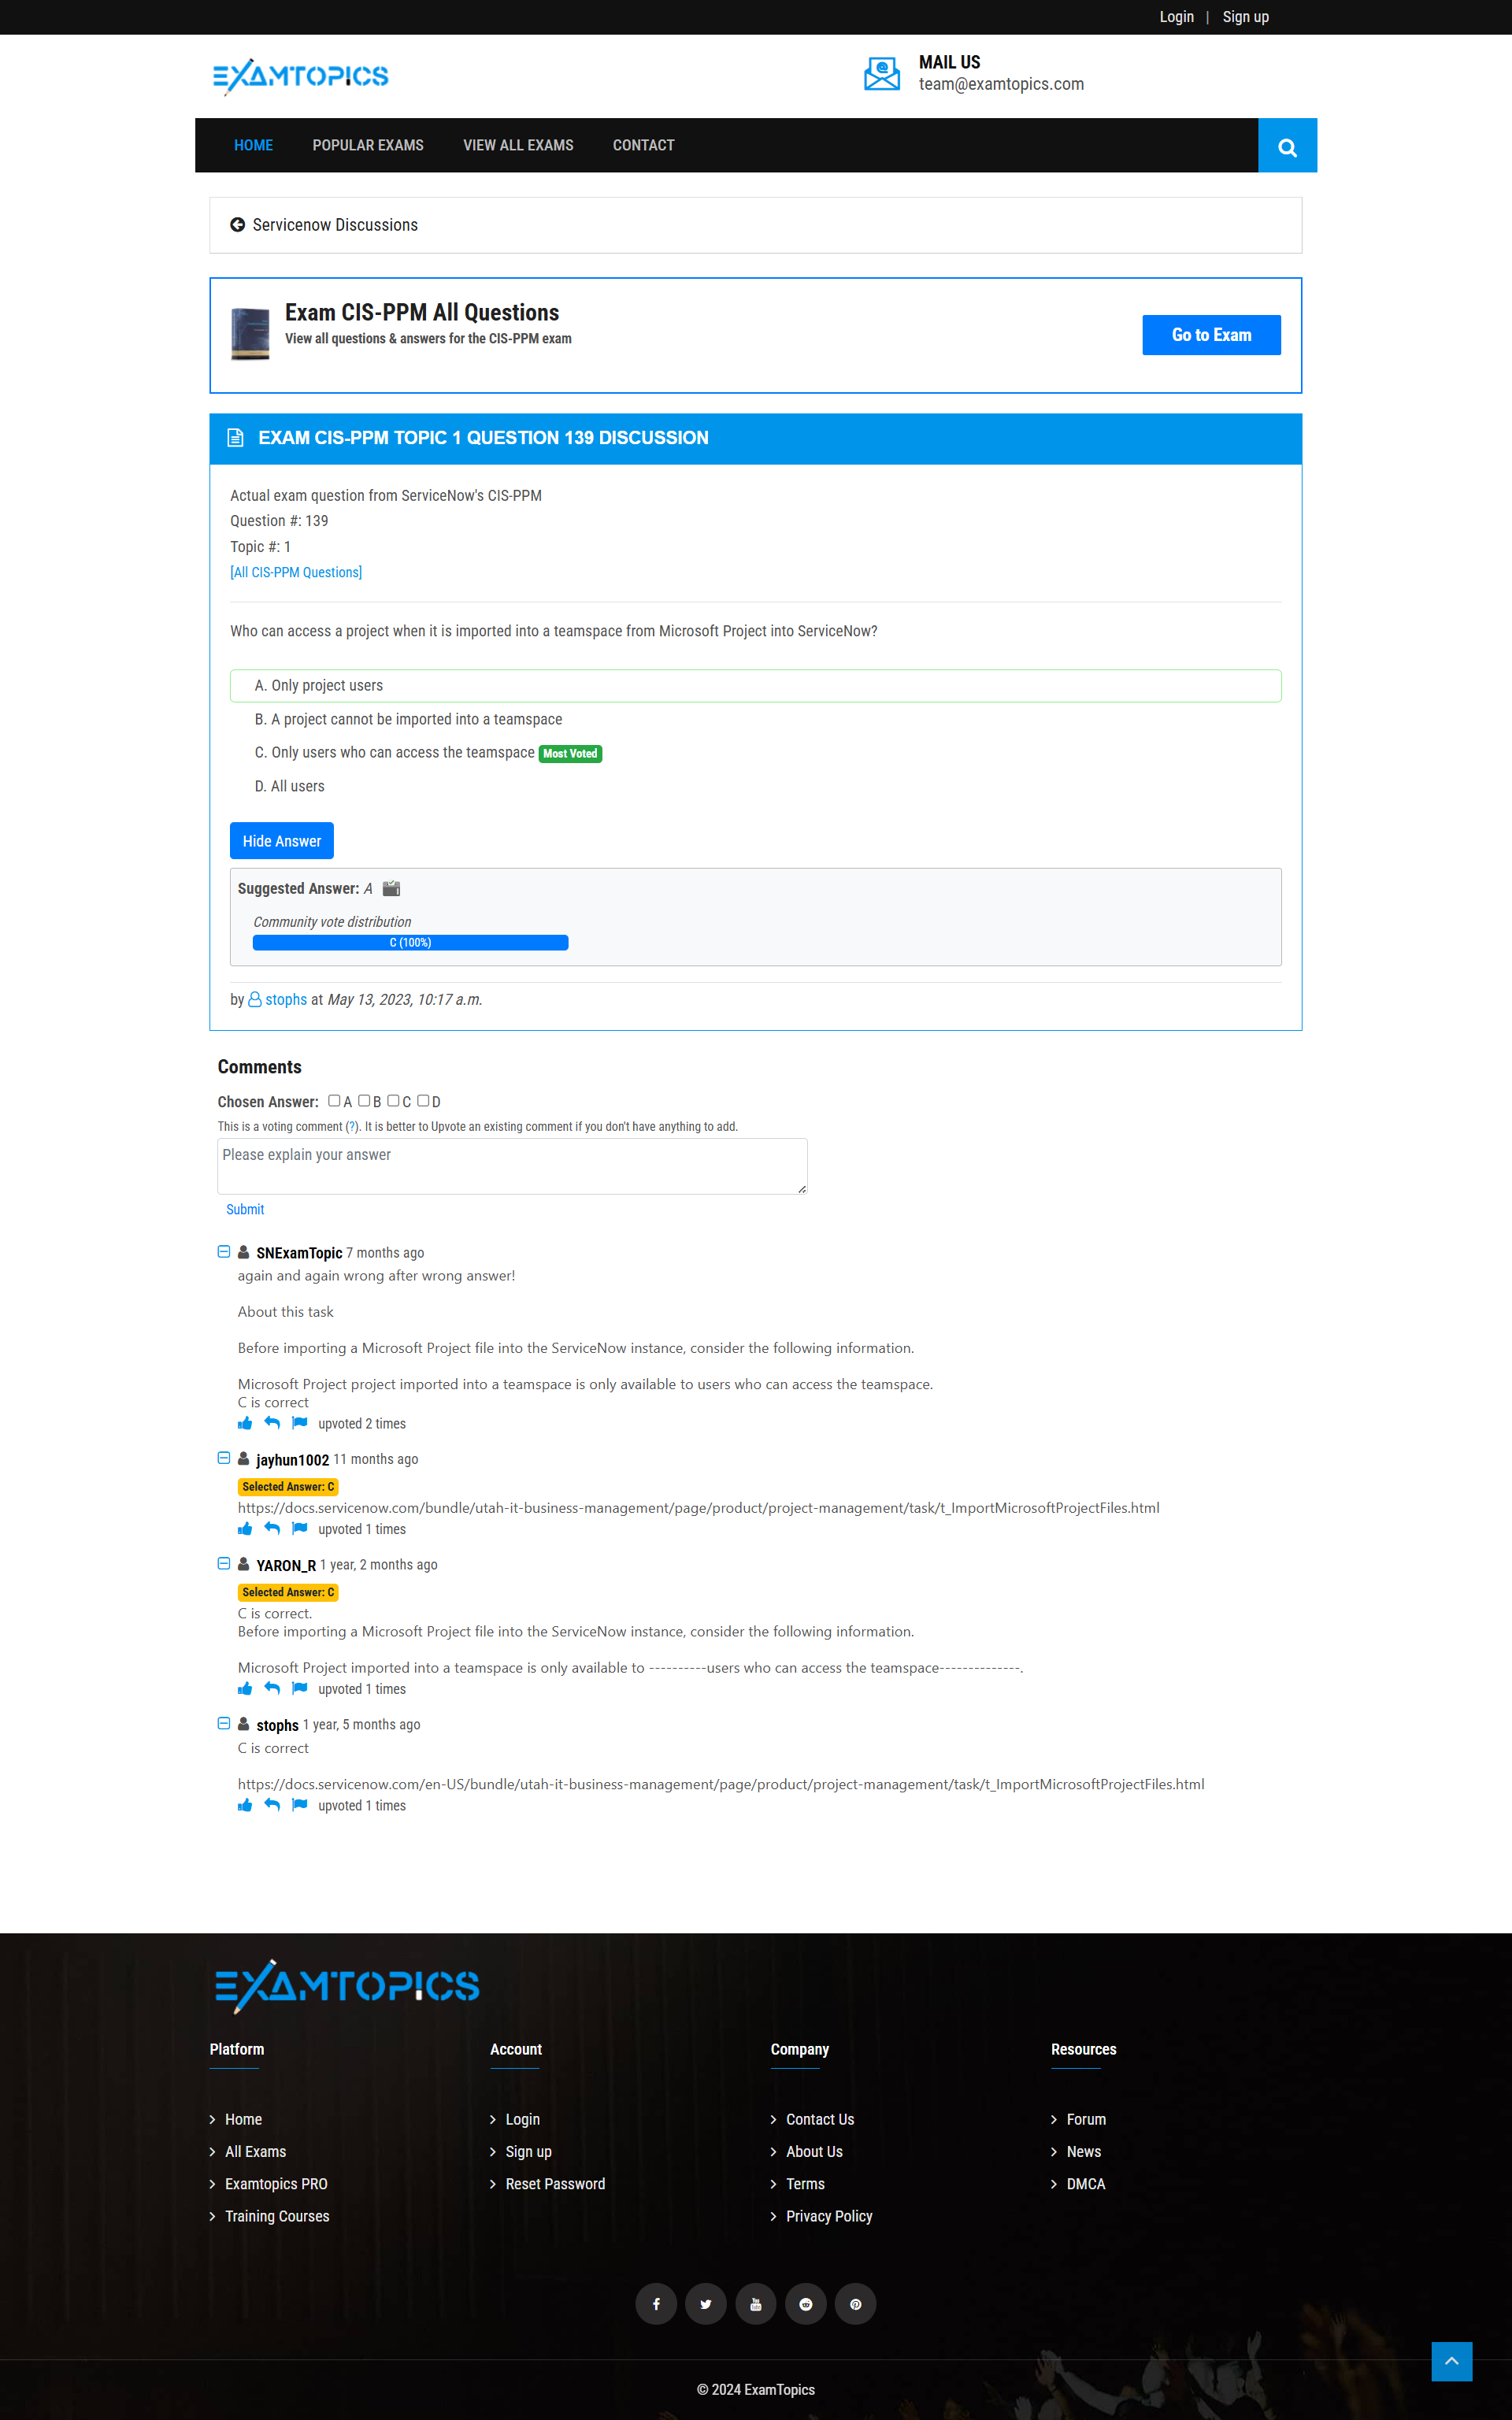 Login | Sign up
EXAMTOPICS
MAIL US
team@examtopics.com
HOME POPULAR EXAMS VIEW ALL EXAMS CONTACT
Servicenow Discussions
Exam CIS-PPM All Questions
View all questions & answers for the CIS-PPM exam
Go to Exam
EXAM CIS-PPM TOPIC 1 QUESTION 139 DISCUSSION
Actual exam question from ServiceNow's CIS-PPM
Question #: 139
Topic #: 1
[All CIS-PPM Questions]
Who can access a project when it is imported into a teamspace from Microsoft Project into ServiceNow?
A. Only project users
B. A project cannot be imported into a teamspace
C. Only users who can access the teamspace Most Voted
D. All users
Hide Answer
Suggested Answer: A
Community vote distribution
C (100%)
by stophs at May 13, 2023, 10:17 a.m.
Comments
Chosen Answer: A B C D
This is a voting comment (?). It is better to Upvote an existing comment if you don't have anything to add.
Please explain your answer
Submit
SNExamTopic 7 months ago
again and again wrong after wrong answer!
About this task
Before importing a Microsoft Project file into the ServiceNow instance, consider the following information.
Microsoft Project project imported into a teamspace is only available to users who can access the teamspace.
C is correct
upvoted 2 times
jayhun1002 11 months ago
Selected Answer: C
https://docs.servicenow.com/bundle/utah-it-business-management/page/product/project-management/task/t_ImportMicrosoftProjectFiles.html
upvoted 1 times
YARON_R 1 year, 2 months ago
Selected Answer: C
C is correct.
Before importing a Microsoft Project file into the ServiceNow instance, consider the following information.
Microsoft Project imported into a teamspace is only available to ----------users who can access the teamspace--------------.
upvoted 1 times
stophs 1 year, 5 months ago
C is correct
https://docs.servicenow.com/en-US/bundle/utah-it-business-management/page/product/project-management/task/t_ImportMicrosoftProjectFiles.html
upvoted 1 times
EXAMTOPICS
Platform
Home
All Exams
Examtopics PRO
Training Courses
Account
Login
Sign up
Reset Password
Company
Contact Us
About Us
Terms
Privacy Policy
Resources
Forum
News
DMCA
© 2024 ExamTopics